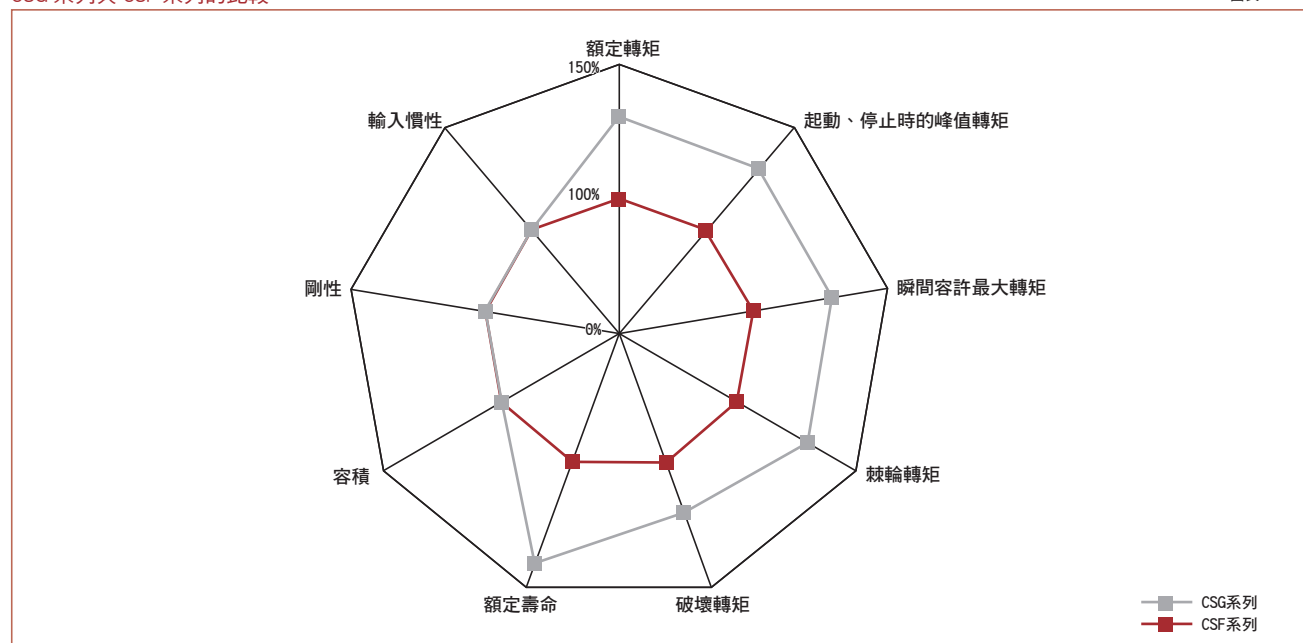 額定轉矩
150%
輸入慣性
起動、停止時的峰值轉矩
100%
剛性
瞬間容許最大轉矩
0%
容積
棘輪轉矩
額定壽命
破壞轉矩
CSG系列
CSF系列